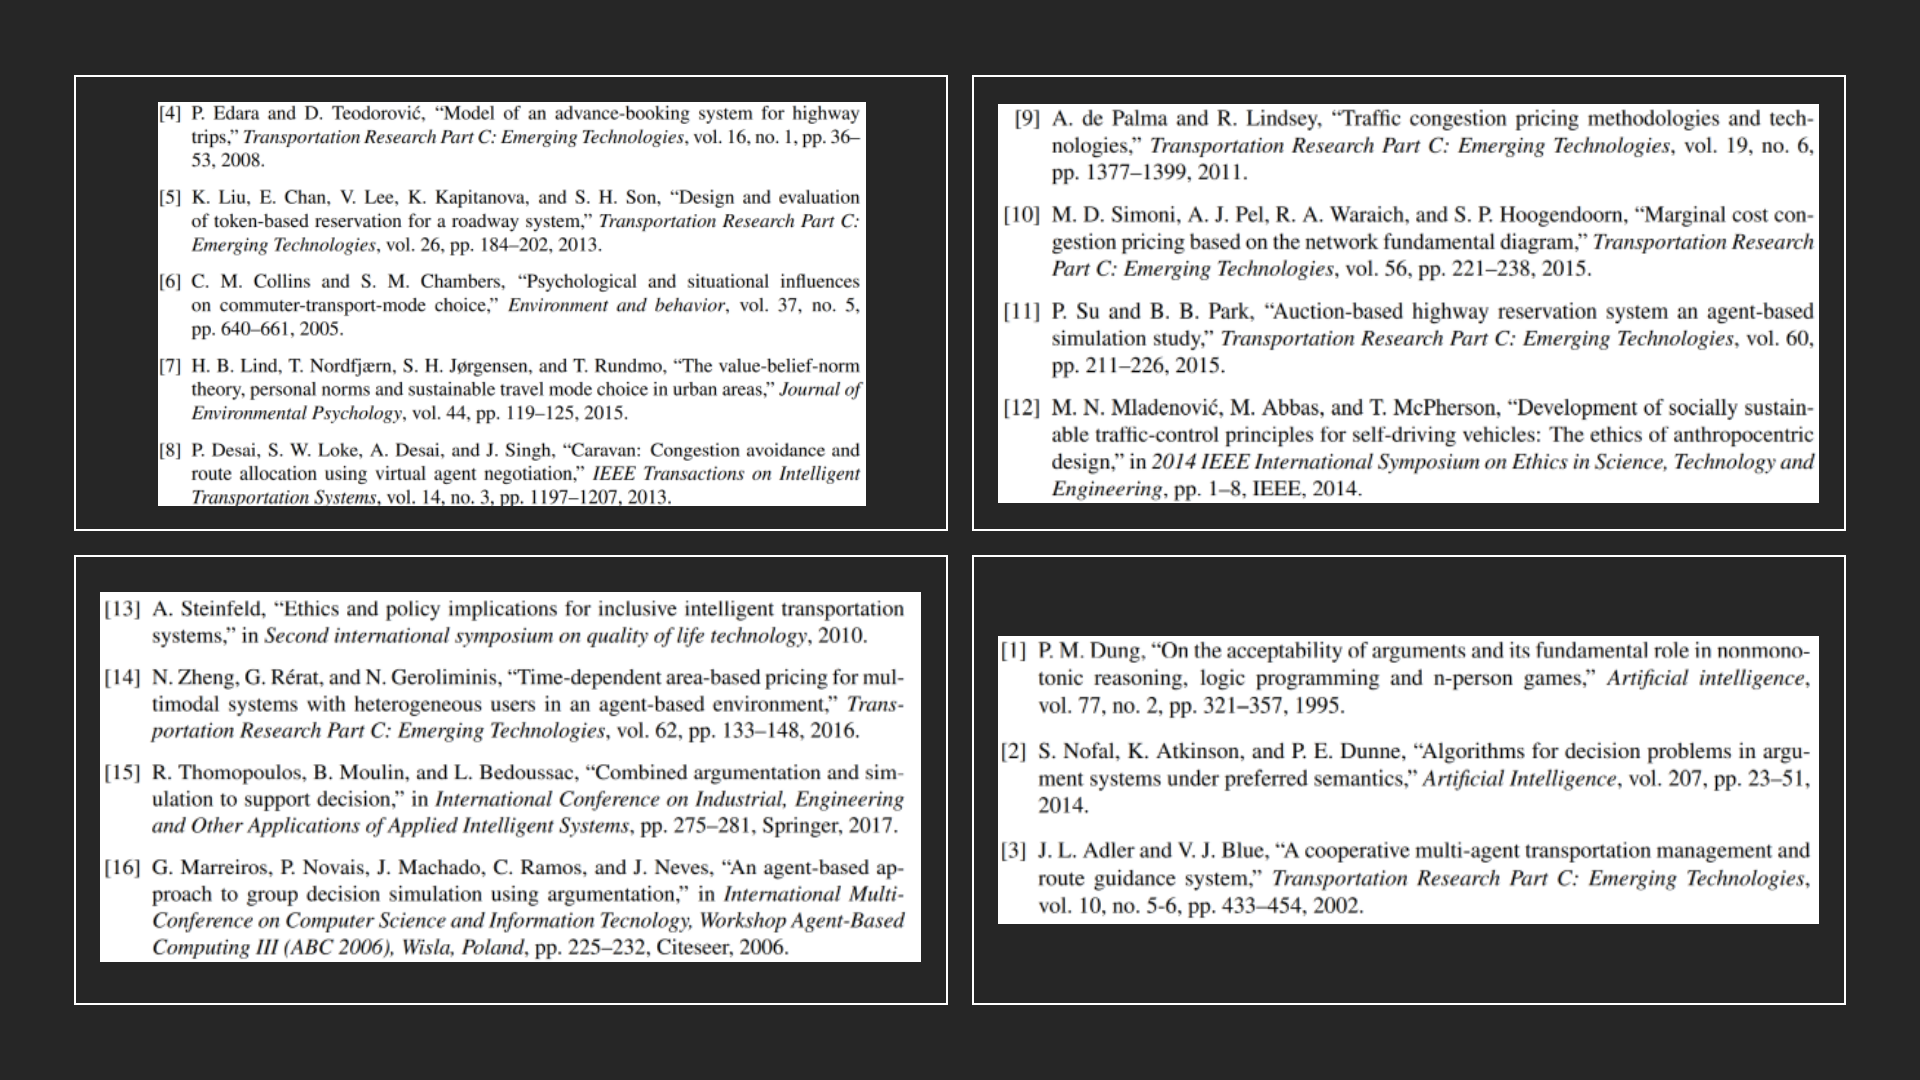 [4] P. Edara and D. Teodorović, “Model of an advance-booking system for highway
trips,” Transportation Research Part C: Emerging Technologies, vol. 16, no. 1, pp. 36–
53, 2008.
[5] K. Liu, E. Chan, V. Lee, K. Kapitanova, and S. H. Son, “Design and evaluation
of token-based reservation for a roadway system,” Transportation Research Part C:
Emerging Technologies, vol. 26, pp. 184–202, 2013.
[6] C. M. Collins and S. M. Chambers, “Psychological and situational influences
on commuter-transport-mode choice,” Environment and behavior, vol. 37, no. 5,
pp. 640–661, 2005.
[7] H. B. Lind, T. Nordfjærn, S. H. Jørgensen, and T. Rundmo, “The value-belief-norm
theory, personal norms and sustainable travel mode choice in urban areas,” Journal of
Environmental Psychology, vol. 44, pp. 119–125, 2015.
[8] P. Desai, S. W. Loke, A. Desai, and J. Singh, “Caravan: Congestion avoidance and
route allocation using virtual agent negotiation,” IEEE Transactions on Intelligent
Transportation Systems, vol. 14, no. 3, pp. 1197–1207, 2013.
[9] A. de Palma and R. Lindsey, “Traffic congestion pricing methodologies and tech-
nologies,” Transportation Research Part C: Emerging Technologies, vol. 19, no. 6,
pp. 1377–1399, 2011.
[10] M. D. Simoni, A. J. Pel, R. A. Waraich, and S. P. Hoogendoorn, “Marginal cost con-
gestion pricing based on the network fundamental diagram,” Transportation Research
Part C: Emerging Technologies, vol. 56, pp. 221–238, 2015.
[11] P. Su and B. B. Park, “Auction-based highway reservation system an agent-based
simulation study,” Transportation Research Part C: Emerging Technologies, vol. 60,
pp. 211–226, 2015.
[12] M. N. Mladenović, M. Abbas, and T. McPherson, “Development of socially sustain-
able traffic-control principles for self-driving vehicles: The ethics of anthropocentric
design,” in 2014 IEEE International Symposium on Ethics in Science, Technology and
Engineering, pp. 1–8, IEEE, 2014.
[13] A. Steinfeld, “Ethics and policy implications for inclusive intelligent transportation
systems,” in Second international symposium on quality of life technology, 2010.
[14] N. Zheng, G. Rérat, and N. Geroliminis, “Time-dependent area-based pricing for mul-
timodal systems with heterogeneous users in an agent-based environment,” Trans-
portation Research Part C: Emerging Technologies, vol. 62, pp. 133–148, 2016.
[15] R. Thomopoulos, B. Moulin, and L. Bedoussac, “Combined argumentation and sim-
ulation to support decision,” in International Conference on Industrial, Engineering
and Other Applications of Applied Intelligent Systems, pp. 275–281, Springer, 2017.
[16] G. Marreiros, P. Novais, J. Machado, C. Ramos, and J. Neves, “An agent-based ap-
proach to group decision simulation using argumentation,” in International Multi-
Conference on Computer Science and Information Tecnology, Workshop Agent-Based
Computing III (ABC 2006), Wisla, Poland, pp. 225–232, Citeseer, 2006.
[1] P. M. Dung, “On the acceptability of arguments and its fundamental role in nonmono-
tonic reasoning, logic programming and n-person games,” Artificial intelligence,
vol. 77, no. 2, pp. 321–357, 1995.
[2] S. Nofal, K. Atkinson, and P. E. Dunne, “Algorithms for decision problems in argu-
ment systems under preferred semantics,” Artificial Intelligence, vol. 207, pp. 23–51,
2014.
[3] J. L. Adler and V. J. Blue, “A cooperative multi-agent transportation management and
route guidance system,” Transportation Research Part C: Emerging Technologies,
vol. 10, no. 5-6, pp. 433–454, 2002.